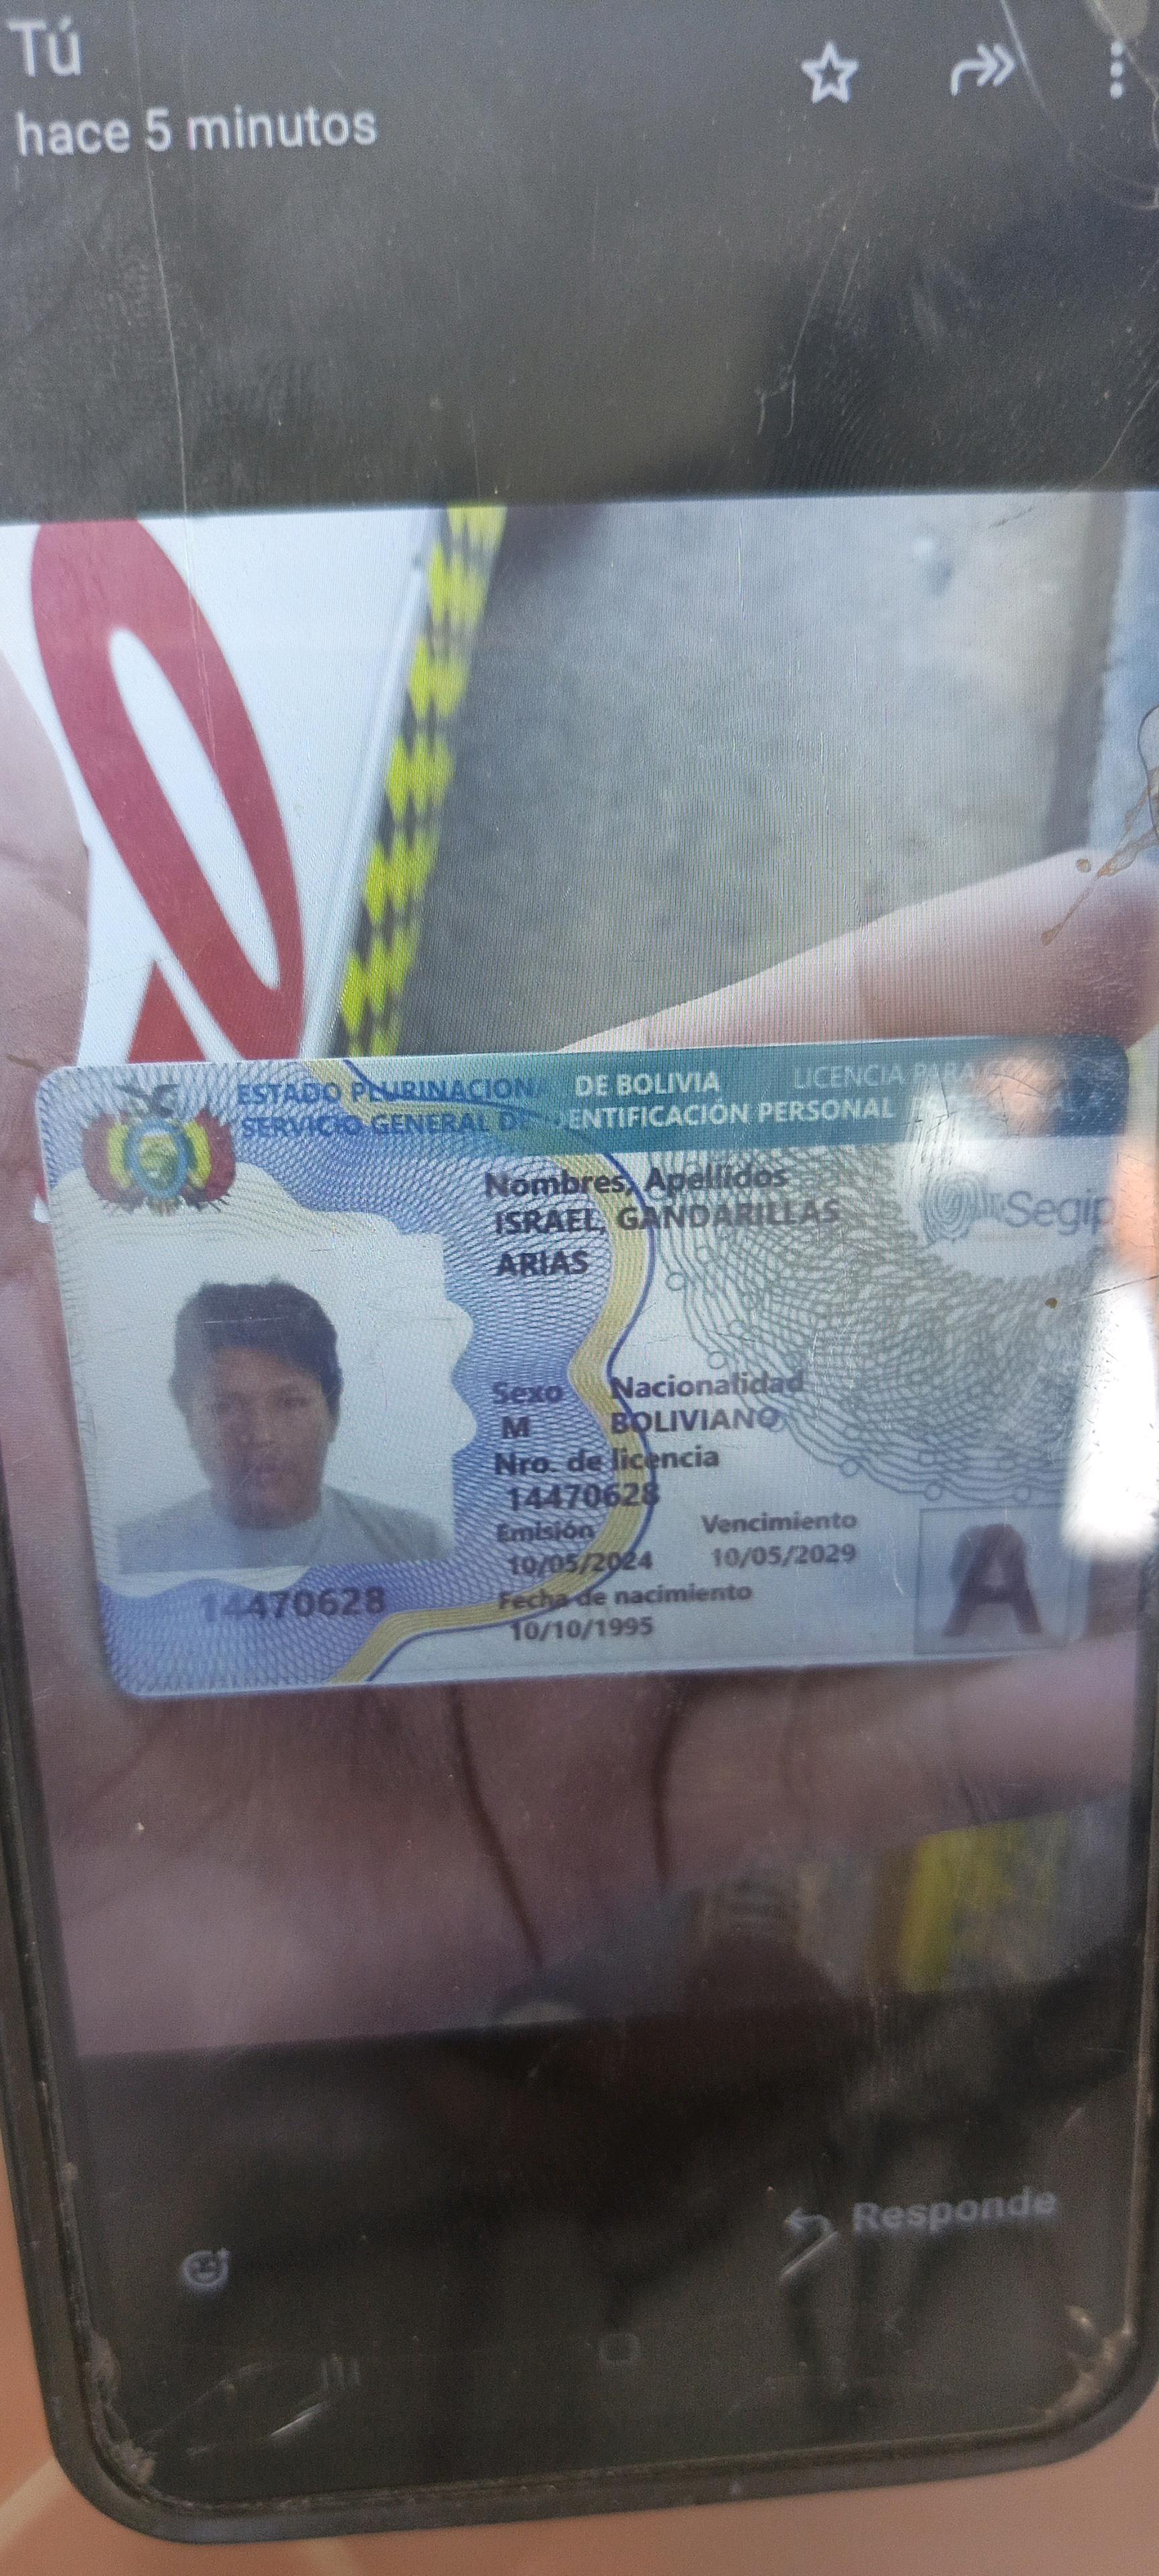 Tú
hace 5 minutos
ESTADO PLURINACIONAL DE BOLIVIA
LICENCIA PARA
SERVICIO GENERAL DE IDENTIFICACIÓN PERSONAL
Segip
Nombres, Apellidos
ISRAEL, GANDARILLAS
ARIAS
Sexo Nacionalidad
M BOLIVIANO
Nro. de licencia
14470628
Emisión Vencimiento
10/05/2024 10/05/2029
Fecha de nacimiento
10/10/1995
14470628
A
Responde